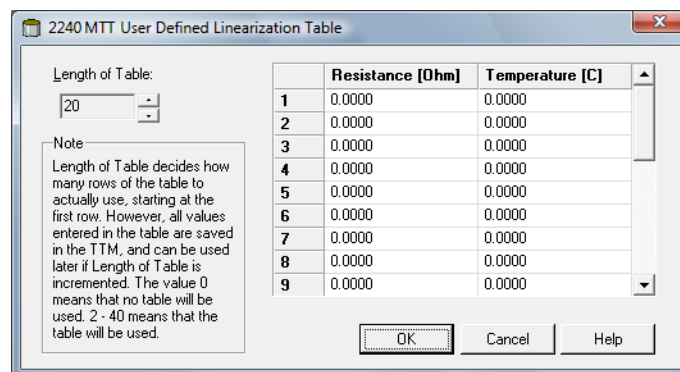 2240 MTT User Defined Linearization Table
Length of Table:
20
Note
Length of Table decides how
many rows of the table to
actually use, starting at the
first row. However, all values
entered in the table are saved
in the TTM, and can be used
later if Length of Table is
incremented. The value 0
means that no table will be
used. 2 - 40 means that the
table will be used.
Resistance [Ohm] Temperature [C]
1 0.0000 0.0000
2 0.0000 0.0000
3 0.0000 0.0000
4 0.0000 0.0000
5 0.0000 0.0000
6 0.0000 0.0000
7 0.0000 0.0000
8 0.0000 0.0000
9 0.0000 0.0000
OK Cancel Help